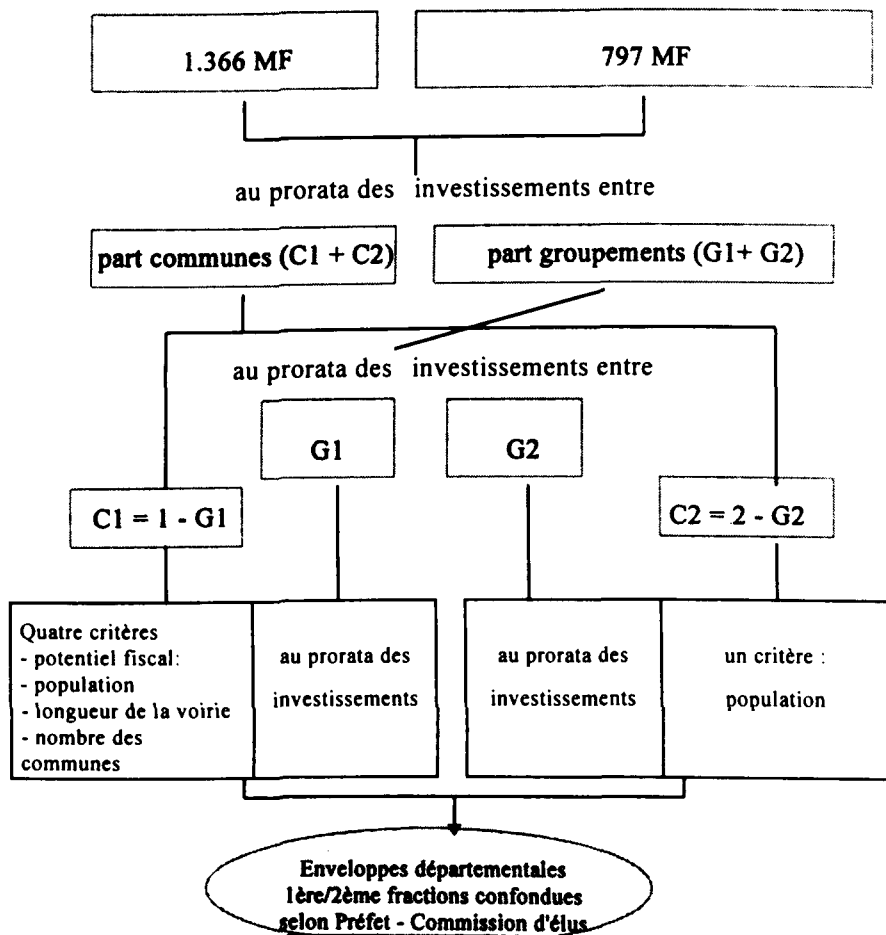 1.366 MF
797 MF
au prorata des investissements entre
part communes (C1 + C2)
part groupements (G1+ G2)
au prorata des investissements entre
G1
G2
C1 = 1 - G1
C2 = 2 - G2
Quatre critères
- potentiel fiscal:
- population
- longueur de la voirie
- nombre des
communes
au prorata des
investissements
au prorata des
investissements
un critère :
population
Enveloppes départementales
1ère/2ème fractions confondues
selon Préfet - Commission d'élus